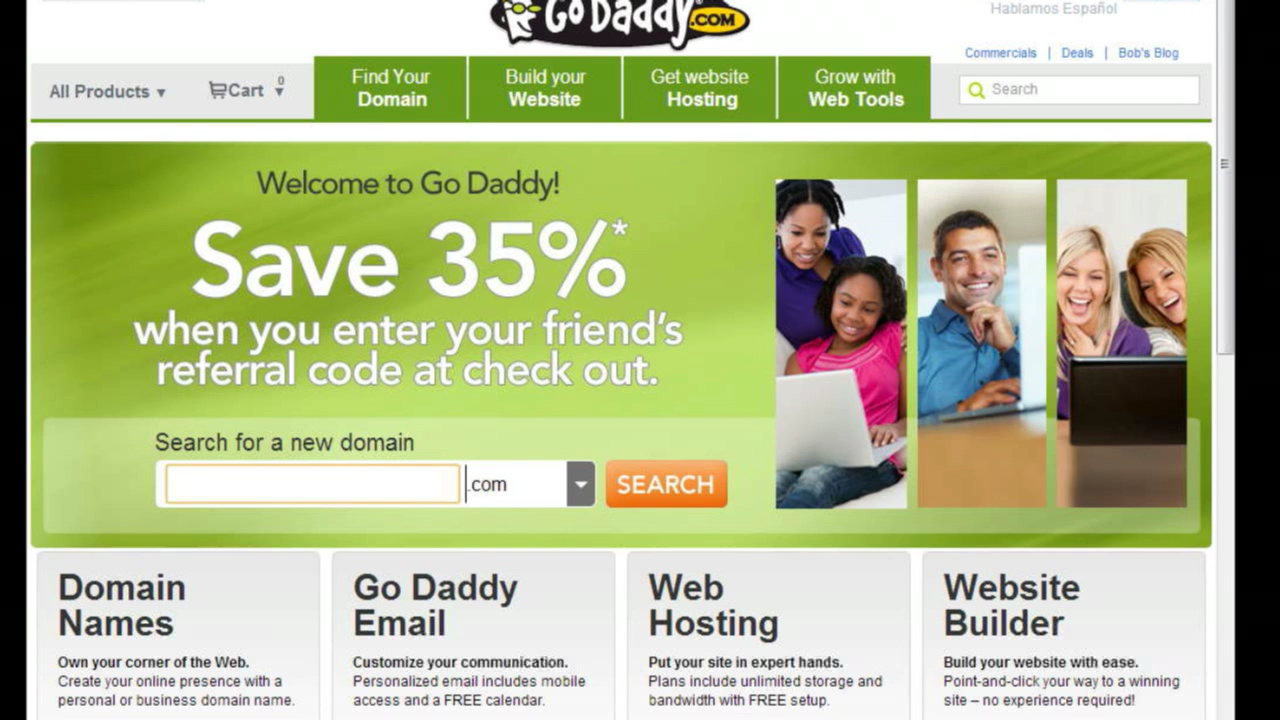 GoDaddy.COM
Hablamos Español
Commercials | Deals | Bob's Blog
All Products ▼
Cart 0 ▼
Find Your
Domain
Build your
Website
Get website
Hosting
Grow with
Web Tools
Search
Welcome to Go Daddy!
Save 35%*
when you enter your friend's
referral code at check out.
Search for a new domain
.com
SEARCH
Domain
Names
Own your corner of the Web.
Create your online presence with a
personal or business domain name.
Go Daddy
Email
Customize your communication.
Personalized email includes mobile
access and a FREE calendar.
Web
Hosting
Put your site in expert hands.
Plans include unlimited storage and
bandwidth with FREE setup.
Website
Builder
Build your website with ease.
Point-and-click your way to a winning
site – no experience required!